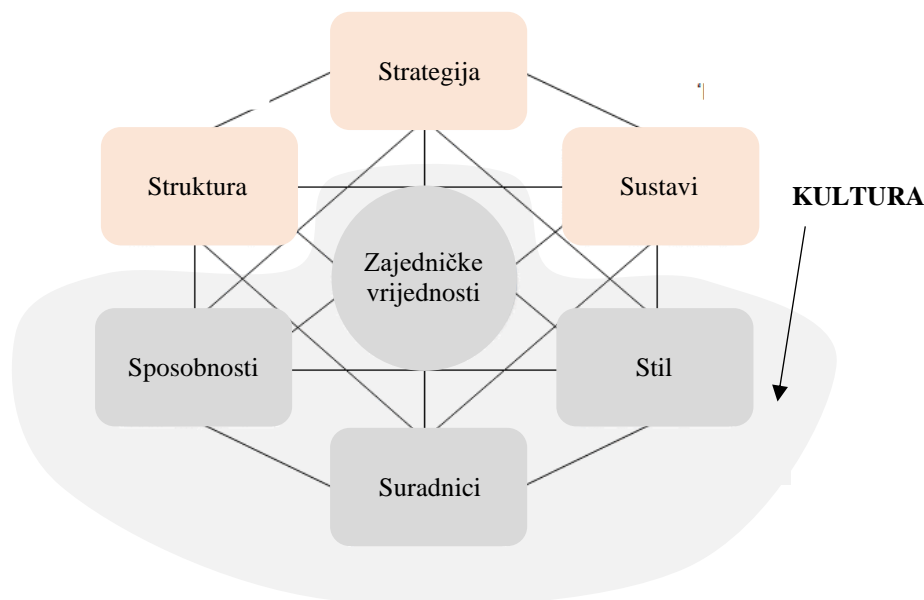 Strategija
Struktura
Sustavi
KULTURA
Zajedničke
vrijednosti
Sposobnosti
Stil
Suradnici